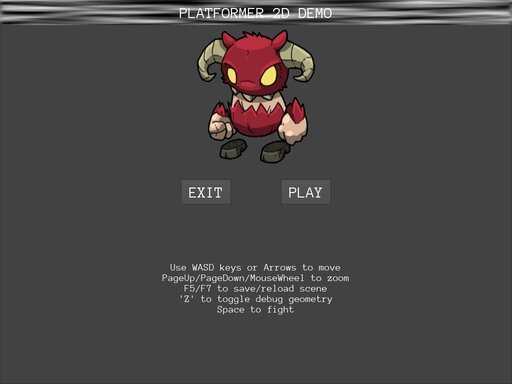 PLATFORMER 2D DEMO
EXIT PLAY
Use WASD keys or Arrows to move
PageUp/PageDown/MouseWheel to zoom
F5/F7 to save/reload scene
'Z' to toggle debug geometry
Space to fight